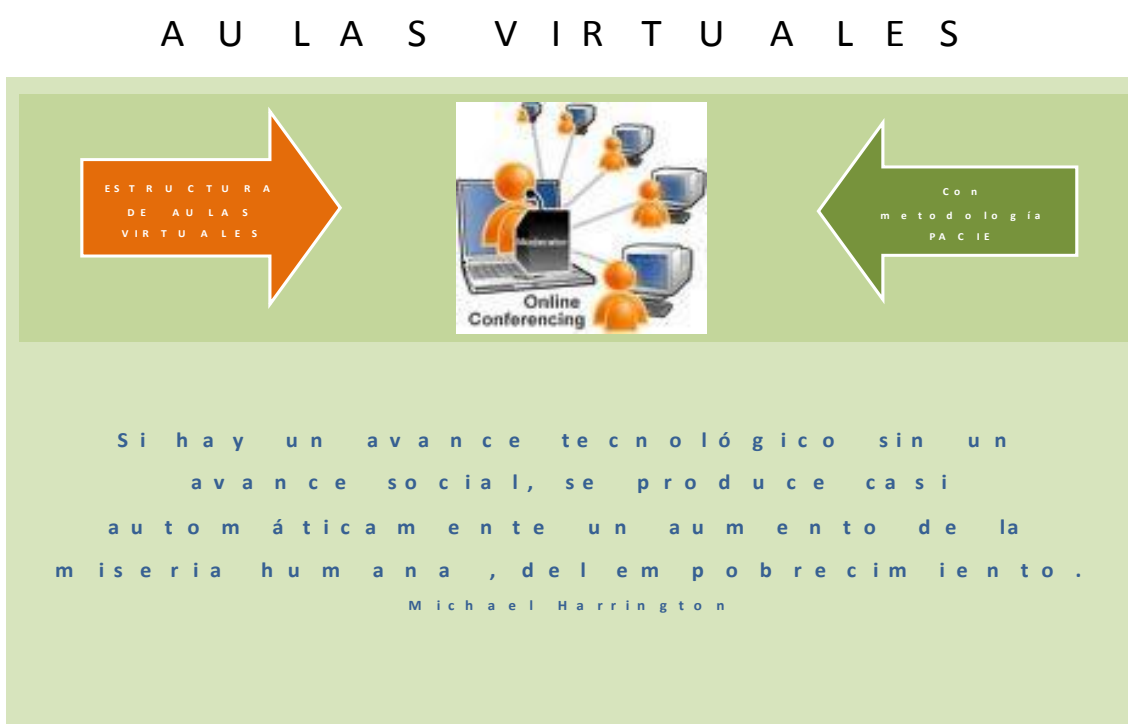 AULAS VIRTUALES
ESTRUCTURA
DE AULAS
VIRTUALES
Moderator
Online
Conferencing
Con
metodología
PACIE
Si hay un avance tecnológico sin un
avance social, se produce casi
automáticamente un aumento de la
miseria humana , del empobrecimiento.
Michael Harrington